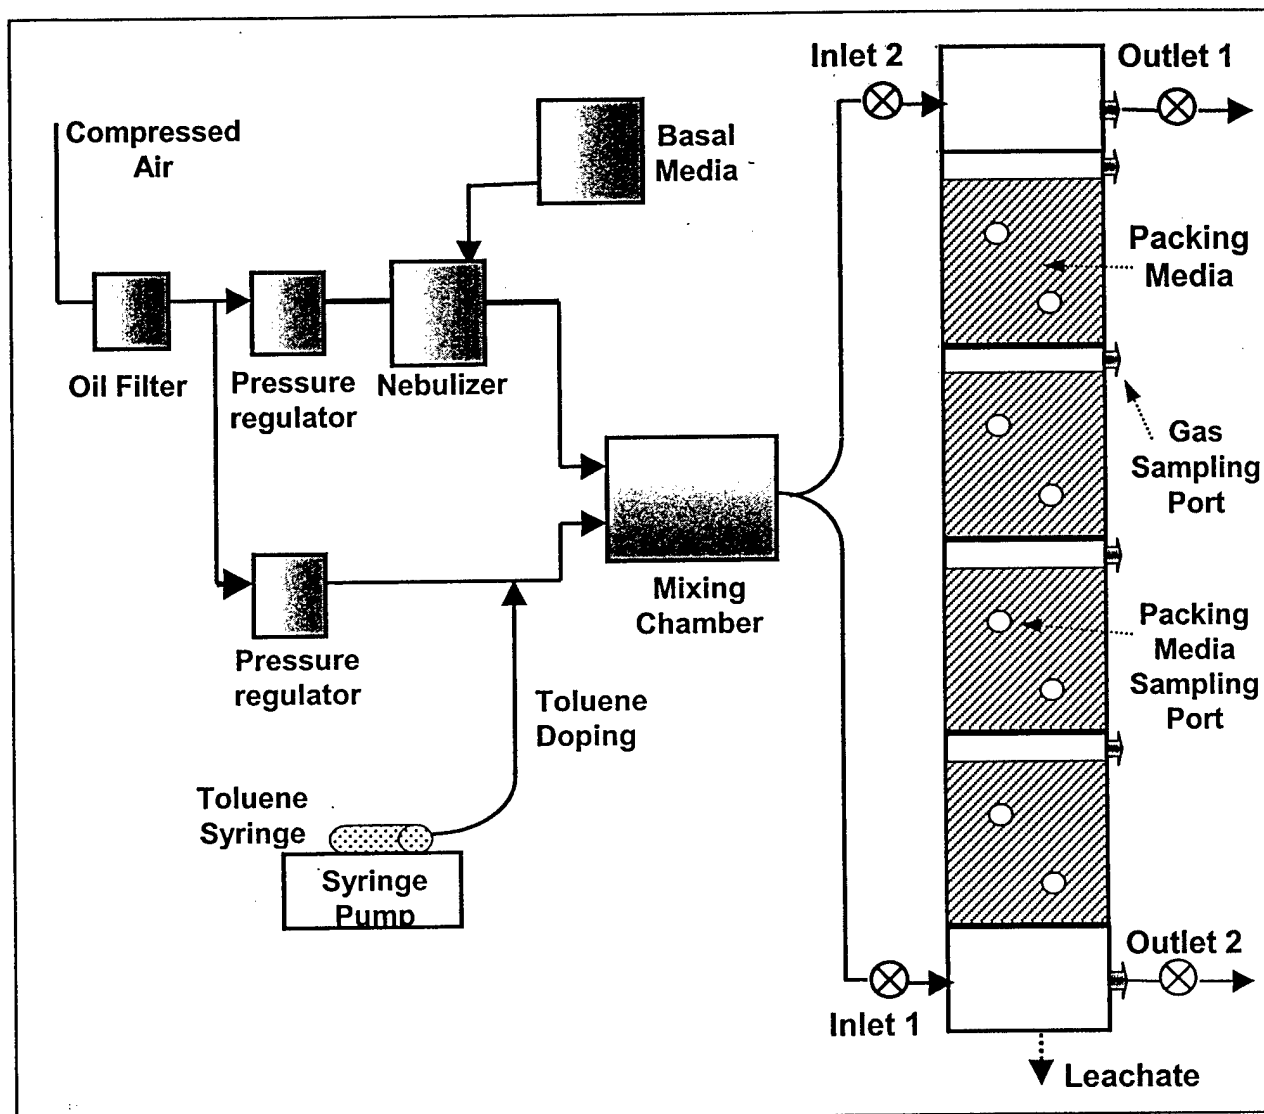 Inlet 2
Outlet 1
Compressed
Air
Basal
Media
Packing
Media
Oil Filter
Pressure
regulator
Nebulizer
Gas
Sampling
Port
Mixing
Chamber
Packing
Media
Sampling
Port
Pressure
regulator
Toluene
Doping
Toluene
Syringe
Syringe
Pump
Outlet 2
Inlet 1
Leachate